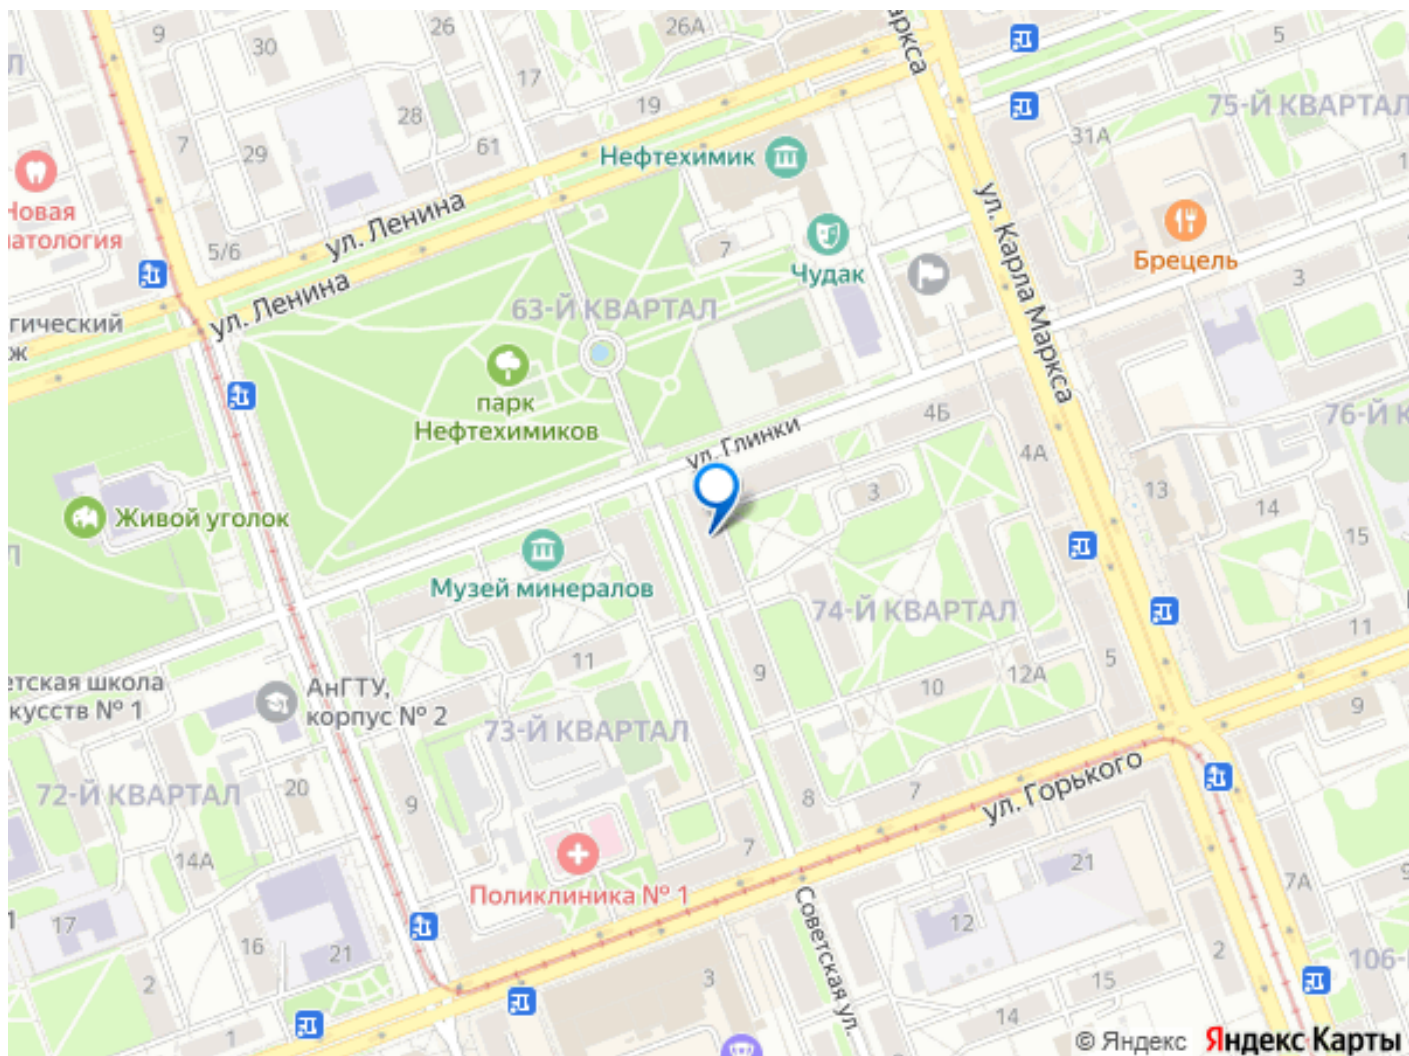 9
30
26
26А
17
5
28
19
61
7
29
75-Й КВАРТАЛ
31А
Нефтехимик
Новая
5/6
ул. Ленина
ул. Ленина
7
Чудак
ул. Карла Маркса
Брецель
3
63-Й КВАРТАЛ
парк
Нефтехимиков
ул. Глинки
4Б
4А
76-Й К
3
13
14
15
Живой уголок
Музей минералов
74-Й КВАРТАЛ
11
11
9
10
12А
5
9
АнГТУ,
корпус № 2
кусств № 1
73-Й КВАРТАЛ
72-Й КВАРТАЛ
20
9
8
7
ул. Горького
14А
7
21
Поликлиника № 1
7А
17
16
21
2
12
2
Советская ул.
3
15
14
1
106-
© Яндекс
Яндекс Карты